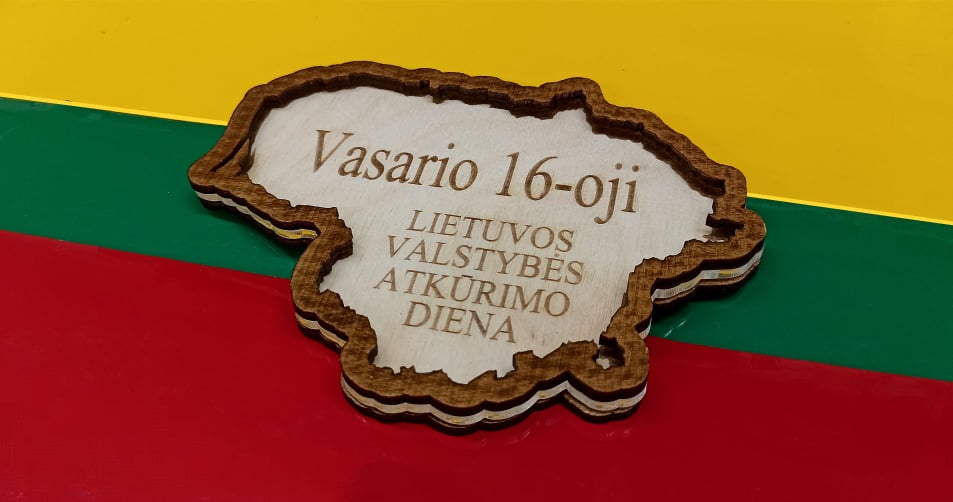 Vasario 16-oji
LIETUVOS
VALSTYBĖS
ATKŪRIMO
DIENA